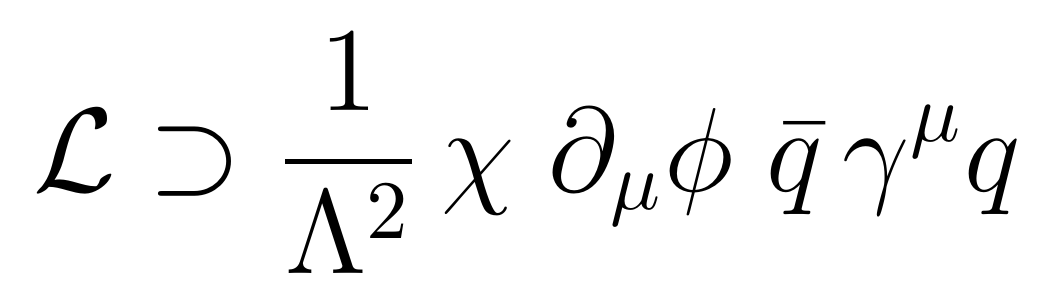 ℒ ⊃ 1/Λ² χ ∂_μϕ q̄ γ^μ q